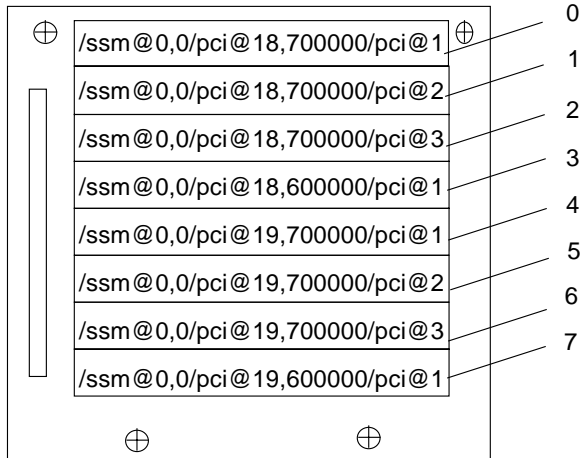 /ssm@0,0/pci@18,700000/pci@1 0
/ssm@0,0/pci@18,700000/pci@2 1
/ssm@0,0/pci@18,700000/pci@3 2
/ssm@0,0/pci@18,600000/pci@1 3
/ssm@0,0/pci@19,700000/pci@1 4
/ssm@0,0/pci@19,700000/pci@2 5
/ssm@0,0/pci@19,700000/pci@3 6
/ssm@0,0/pci@19,600000/pci@1 7